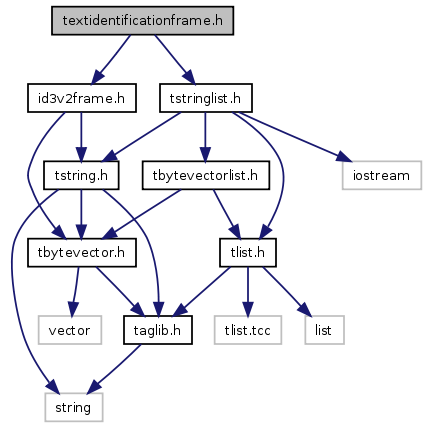 textidentificationframe.h
id3v2frame.h
tstringlist.h
tstring.h
tbytevectorlist.h
iostream
tbytevector.h
tlist.h
vector
taglib.h
tlist.tcc
list
string